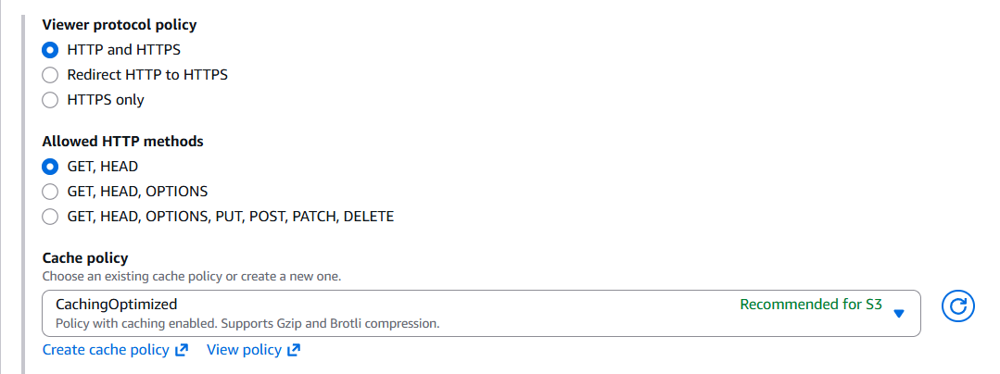 Viewer protocol policy
HTTP and HTTPS
Redirect HTTP to HTTPS
HTTPS only
Allowed HTTP methods
GET, HEAD
GET, HEAD, OPTIONS
GET, HEAD, OPTIONS, PUT, POST, PATCH, DELETE
Cache policy
Choose an existing cache policy or create a new one.
CachingOptimized Recommended for S3
Policy with caching enabled. Supports Gzip and Brotli compression.
Create cache policy View policy